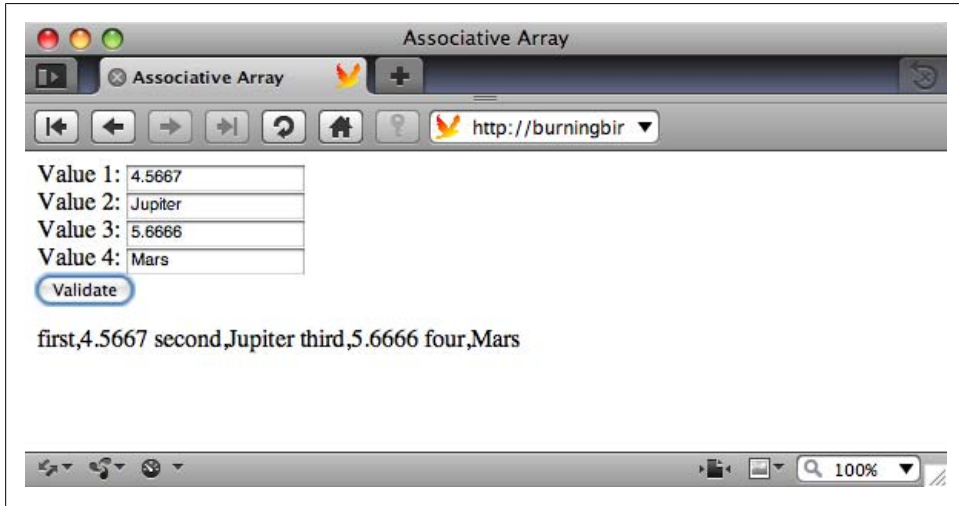 Associative Array
Associative Array
http://burningbir
Value 1: 4.5667
Value 2: Jupiter
Value 3: 5.6666
Value 4: Mars
Validate
first,4.5667 second,Jupiter third,5.6666 four,Mars
100%